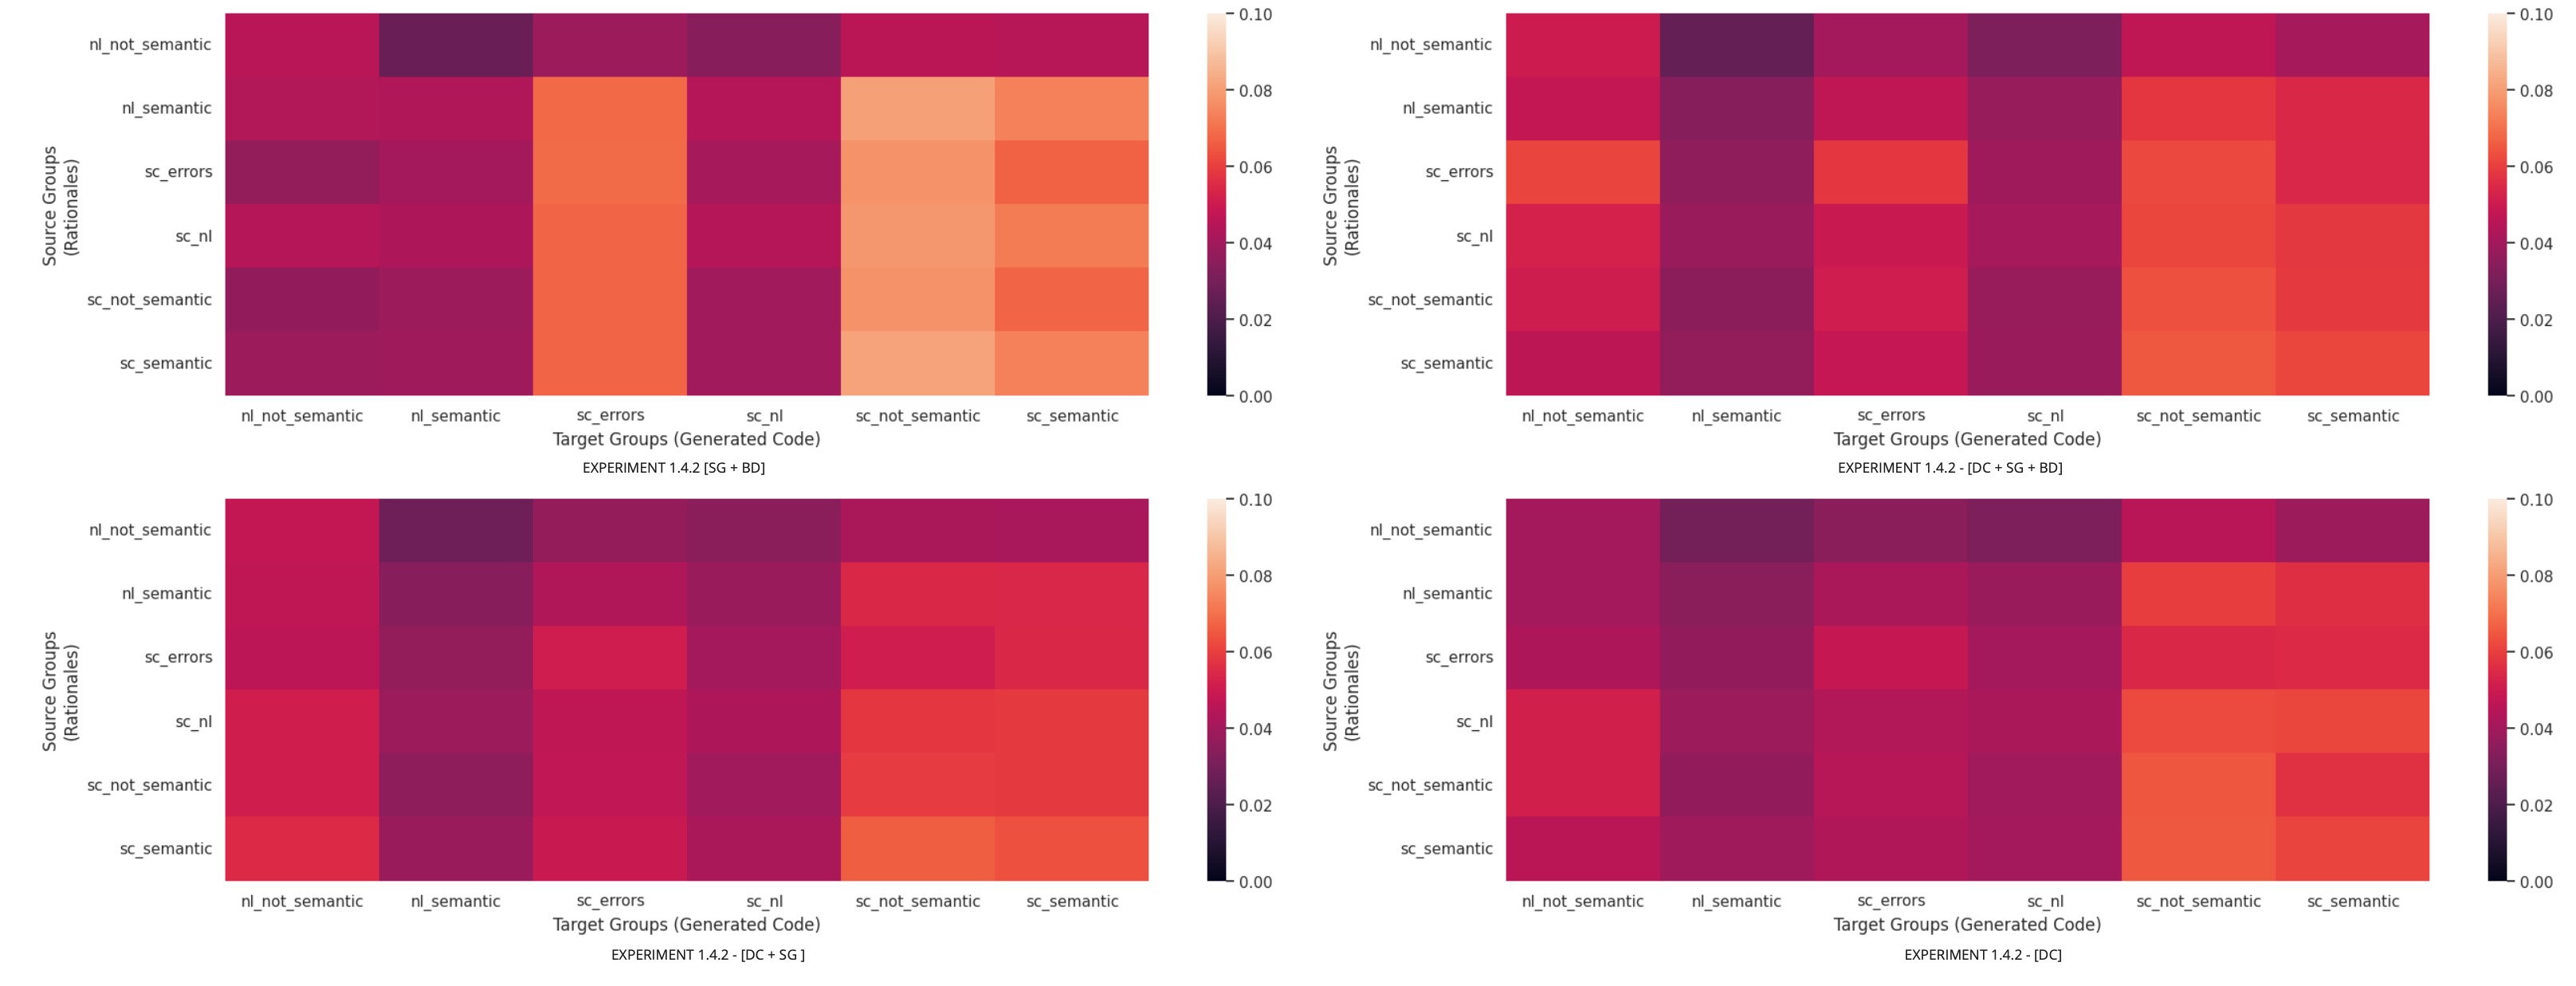 nl_not_semantic
nl_semantic
sc_errors
sc_nl
sc_not_semantic
sc_semantic
Source Groups
(Rationales)
nl_not_semantic nl_semantic sc_errors sc_nl sc_not_semantic sc_semantic
Target Groups (Generated Code)
0.10
0.08
0.06
0.04
0.02
0.00
EXPERIMENT 1.4.2 [SG + BD]
nl_not_semantic
nl_semantic
sc_errors
sc_nl
sc_not_semantic
sc_semantic
Source Groups
(Rationales)
nl_not_semantic nl_semantic sc_errors sc_nl sc_not_semantic sc_semantic
Target Groups (Generated Code)
0.10
0.08
0.06
0.04
0.02
0.00
EXPERIMENT 1.4.2 - [DC + SG + BD]
nl_not_semantic
nl_semantic
sc_errors
sc_nl
sc_not_semantic
sc_semantic
Source Groups
(Rationales)
nl_not_semantic nl_semantic sc_errors sc_nl sc_not_semantic sc_semantic
Target Groups (Generated Code)
0.10
0.08
0.06
0.04
0.02
0.00
EXPERIMENT 1.4.2 - [DC + SG ]
nl_not_semantic
nl_semantic
sc_errors
sc_nl
sc_not_semantic
sc_semantic
Source Groups
(Rationales)
nl_not_semantic nl_semantic sc_errors sc_nl sc_not_semantic sc_semantic
Target Groups (Generated Code)
0.10
0.08
0.06
0.04
0.02
0.00
EXPERIMENT 1.4.2 - [DC]